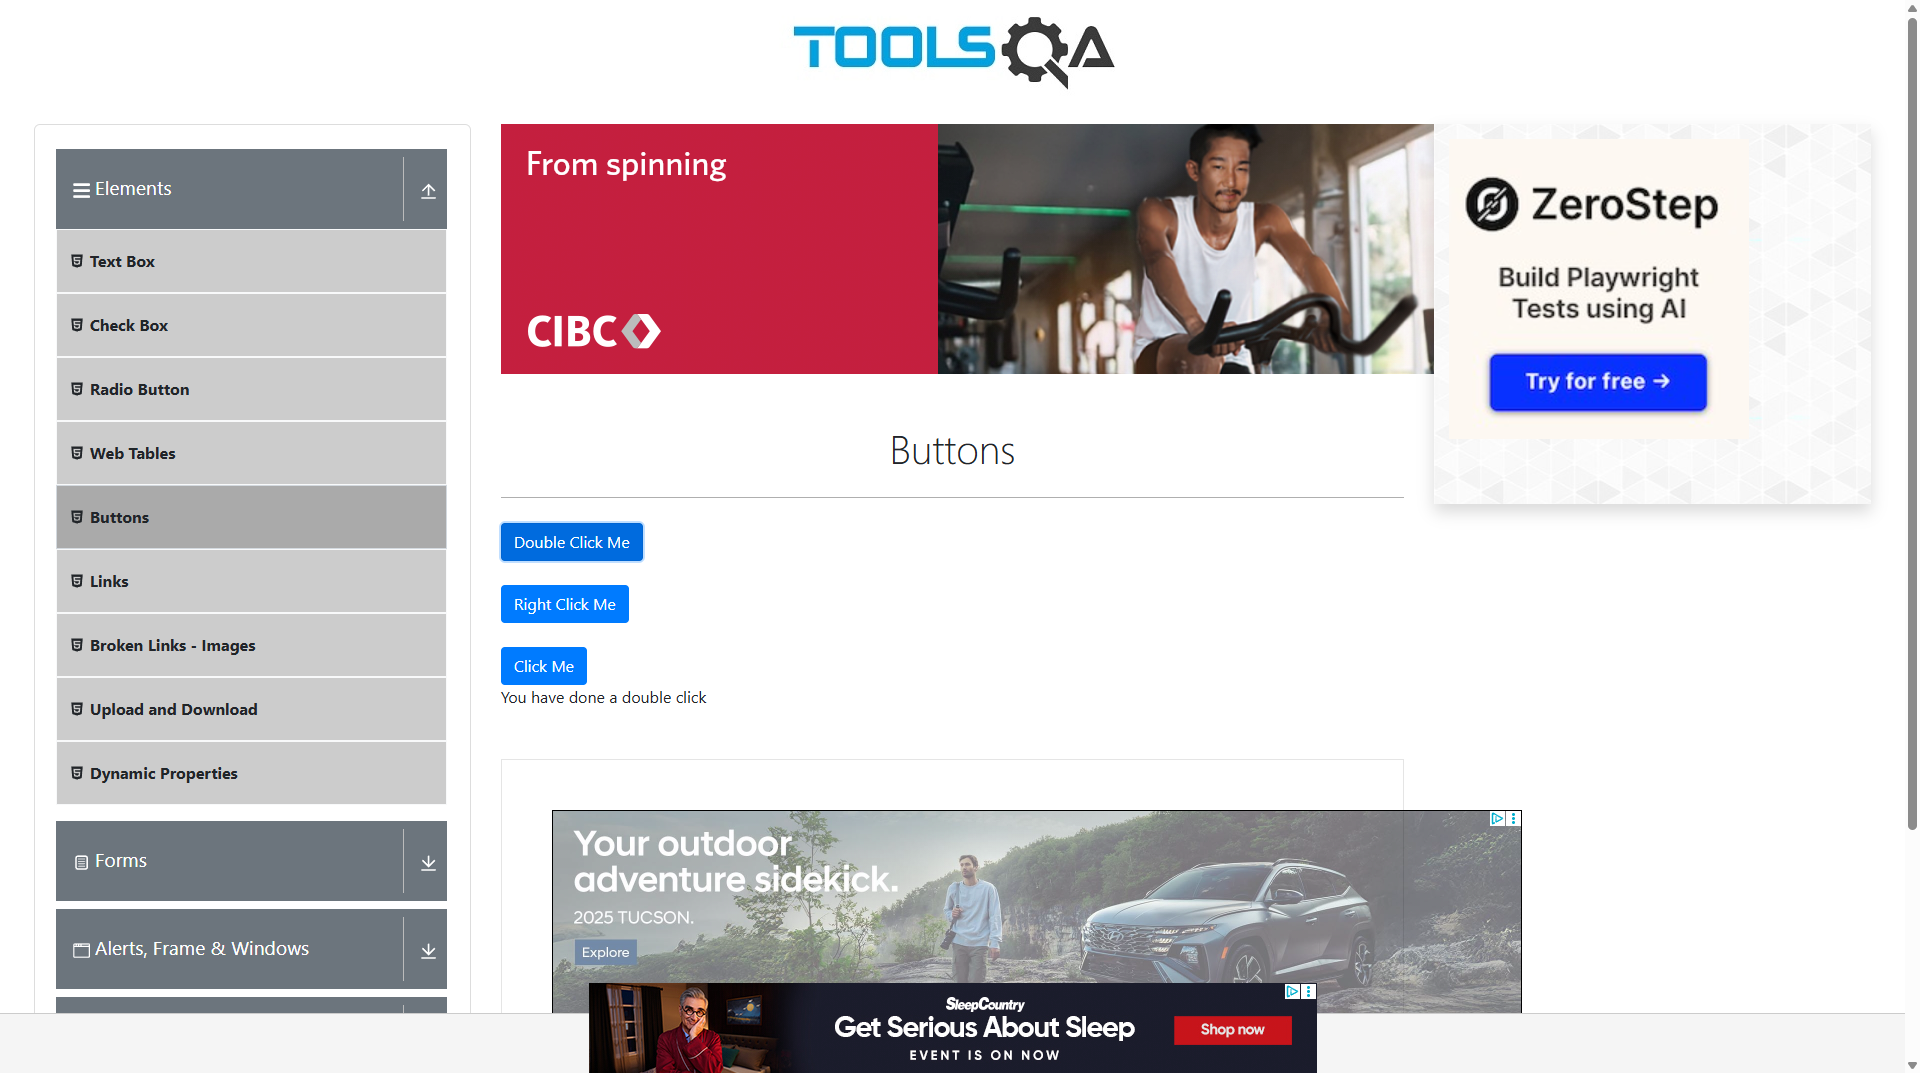 TOOLSQA
Elements
Text Box
Check Box
Radio Button
Web Tables
Buttons
Links
Broken Links - Images
Upload and Download
Dynamic Properties
Forms
Alerts, Frame & Windows
From spinning
CIBC
ZeroStep
Build Playwright
Tests using AI
Try for free →
Buttons
Double Click Me
Right Click Me
Click Me
You have done a double click
Your outdoor
adventure sidekick.
2025 TUCSON.
Explore
SleepCountry
Get Serious About Sleep
EVENT IS ON NOW
Shop now